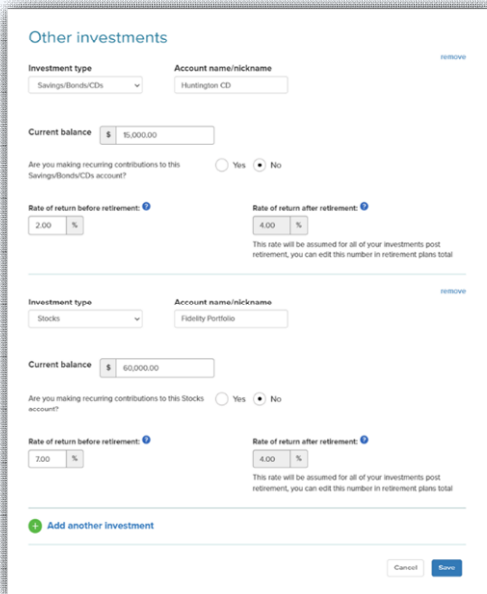 Other investments
remove
Investment type Account name/nickname
Savings/Bonds/CDs Huntington CD
Current balance $ 15,000.00
Are you making recurring contributions to this Yes No
Savings/Bonds/CDs account?
Rate of return before retirement: ? Rate of return after retirement: ?
2.00 % 4.00 %
This rate will be assumed for all of your investments post
retirement, you can edit this number in retirement plans total
remove
Investment type Account name/nickname
Stocks Fidelity Portfolio
Current balance $ 60,000.00
Are you making recurring contributions to this Stocks Yes No
account?
Rate of return before retirement: ? Rate of return after retirement: ?
7.00 % 4.00 %
This rate will be assumed for all of your investments post
retirement, you can edit this number in retirement plans total
+ Add another investment
Cancel Save